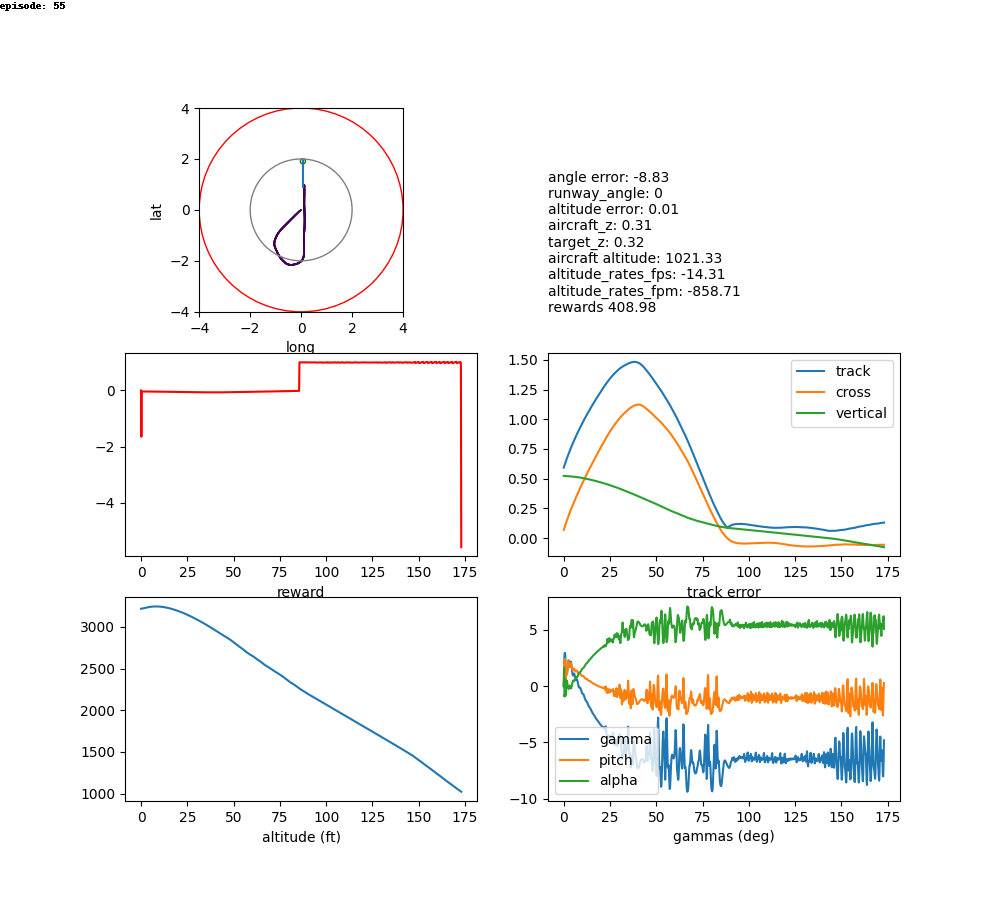 episode: 55
4
2
0
−2
−4
lat
−4 −2 0 2 4
long
angle error: -8.83
runway_angle: 0
altitude error: 0.01
aircraft_z: 0.31
target_z: 0.32
aircraft altitude: 1021.33
altitude_rates_fps: -14.31
altitude_rates_fpm: -858.71
rewards 408.98
0
−2
−4
0 25 50 75 100 125 150 175
reward
1.50
1.25
1.00
0.75
0.50
0.25
0.00
track
cross
vertical
0 25 50 75 100 125 150 175
track error
3000
2500
2000
1500
1000
0 25 50 75 100 125 150 175
altitude (ft)
5
0
−5
−10
gamma
pitch
alpha
0 25 50 75 100 125 150 175
gammas (deg)